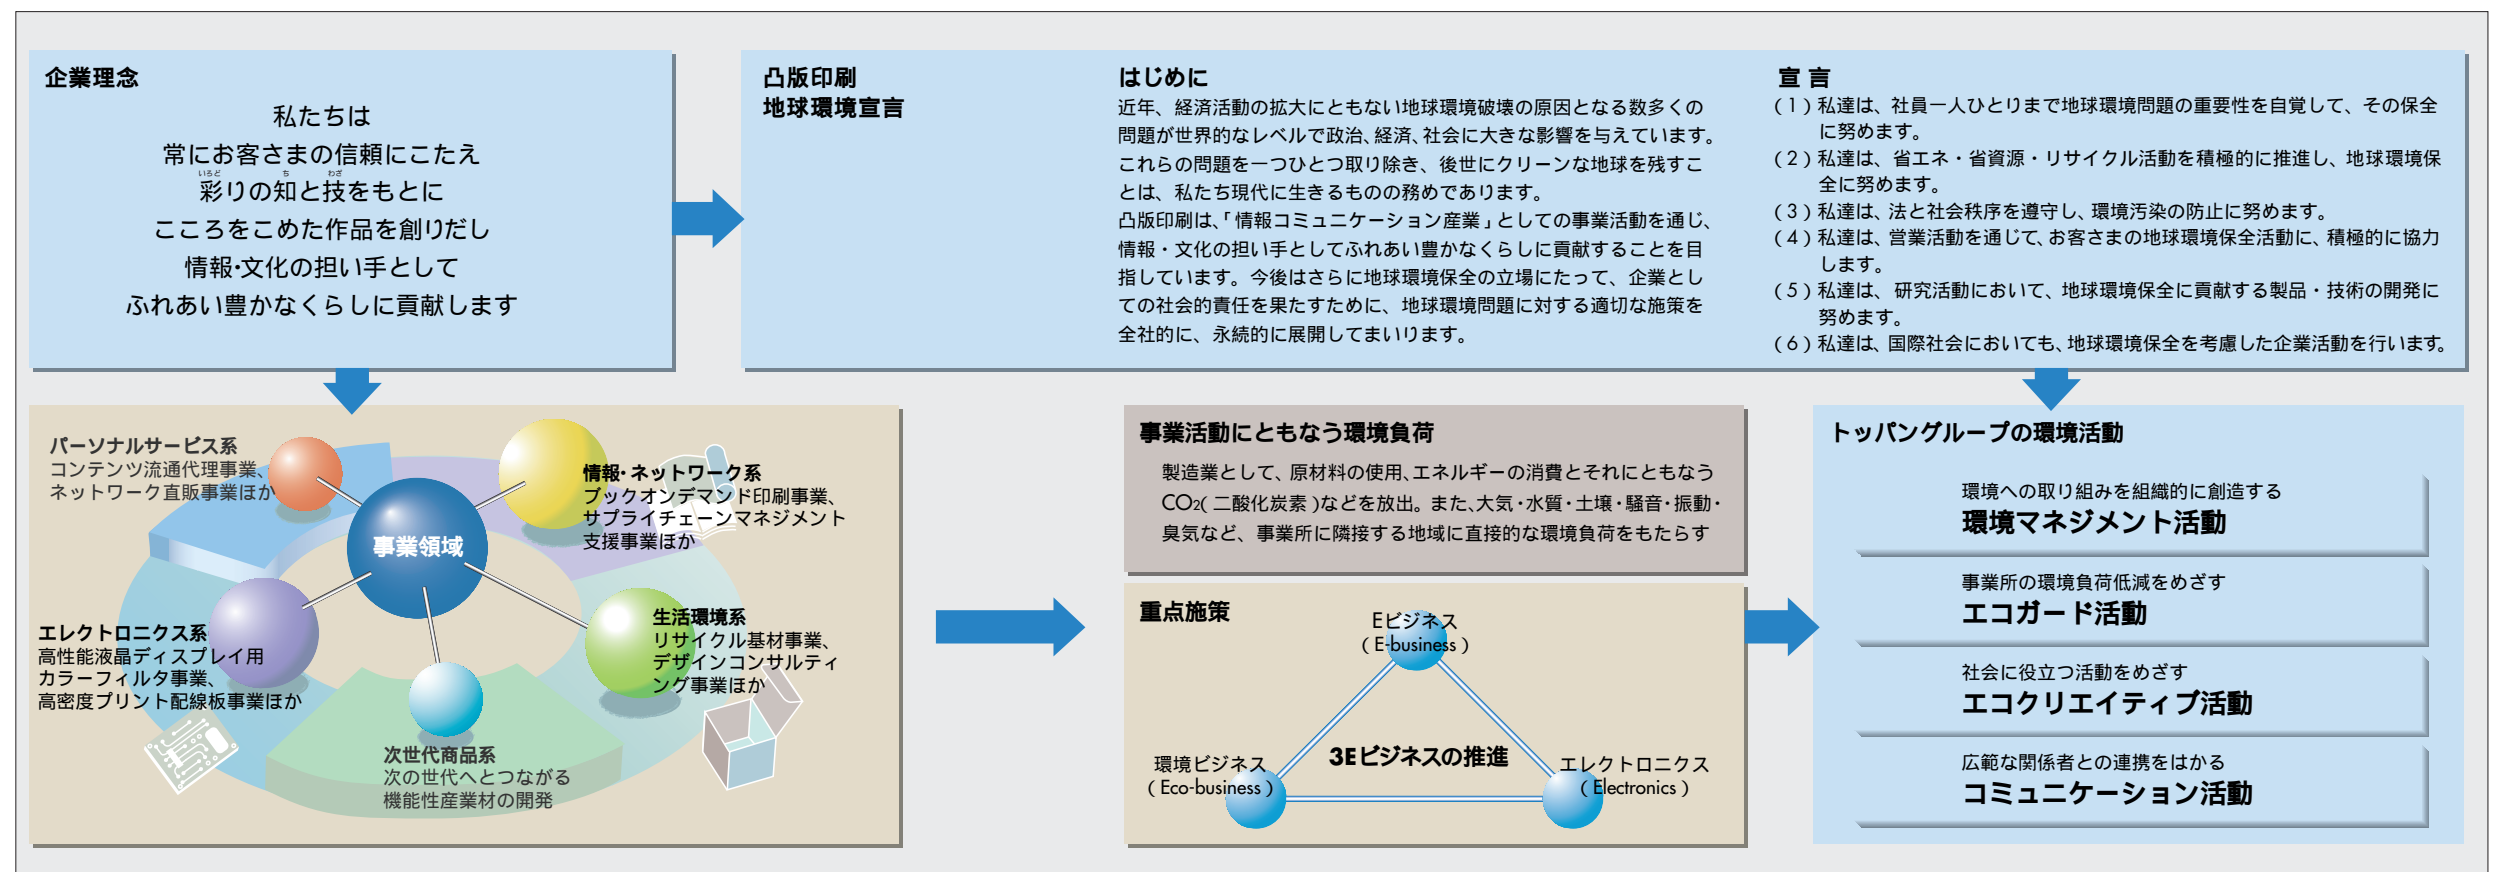 企業理念
私たちは
常にお客さまの信頼にこたえ
いろど ち わざ
彩りの知と技をもとに
こころをこめた作品を創りだし
情報・文化の担い手として
ふれあい豊かなくらしに貢献します
凸版印刷
地球環境宣言
はじめに
近年、経済活動の拡大にともない地球環境破壊の原因となる数多くの
問題が世界的なレベルで政治、経済、社会に大きな影響を与えています。
これらの問題を一つひとつ取り除き、後世にクリーンな地球を残すこ
とは、私たち現代に生きるものの務めであります。
凸版印刷は、「情報コミュニケーション産業」としての事業活動を通じ、
情報・文化の担い手としてふれあい豊かなくらしに貢献することを目
指しています。今後はさらに地球環境保全の立場にたって、企業とし
ての社会的責任を果たすために、地球環境問題に対する適切な施策を
全社的に、永続的に展開してまいります。
宣 言
(1)私達は、社員一人ひとりまで地球環境問題の重要性を自覚して、その保全
に努めます。
(2)私達は、省エネ・省資源・リサイクル活動を積極的に推進し、地球環境保
全に努めます。
(3)私達は、法と社会秩序を遵守し、環境汚染の防止に努めます。
(4)私達は、営業活動を通じて、お客さまの地球環境保全活動に、積極的に協力
します。
(5)私達は、研究活動において、地球環境保全に貢献する製品・技術の開発に
努めます。
(6)私達は、国際社会においても、地球環境保全を考慮した企業活動を行います。
パーソナルサービス系
コンテンツ流通代理事業、
ネットワーク直販事業ほか
情報・ネットワーク系
ブックオンデマンド印刷事業、
サプライチェーンマネジメント
支援事業ほか
事業領域
エレクトロニクス系
高性能液晶ディスプレイ用
カラーフィルタ事業、
高密度プリント配線板事業ほか
生活環境系
リサイクル基材事業、
デザインコンサルティ
ング事業ほか
次世代商品系
次の世代へとつながる
機能性産業材の開発
事業活動にともなう環境負荷
製造業として、原材料の使用、エネルギーの消費とそれにともなう
CO2(二酸化炭素)などを放出。また、大気・水質・土壌・騒音・振動・
臭気など、事業所に隣接する地域に直接的な環境負荷をもたらす
重点施策
Eビジネス
(E-business)
3Eビジネスの推進
環境ビジネス
(Eco-business)
エレクトロニクス
(Electronics)
トッパングループの環境活動
環境への取り組みを組織的に創造する
環境マネジメント活動
事業所の環境負荷低減をめざす
エコガード活動
社会に役立つ活動をめざす
エコクリエイティブ活動
広範な関係者との連携をはかる
コミュニケーション活動